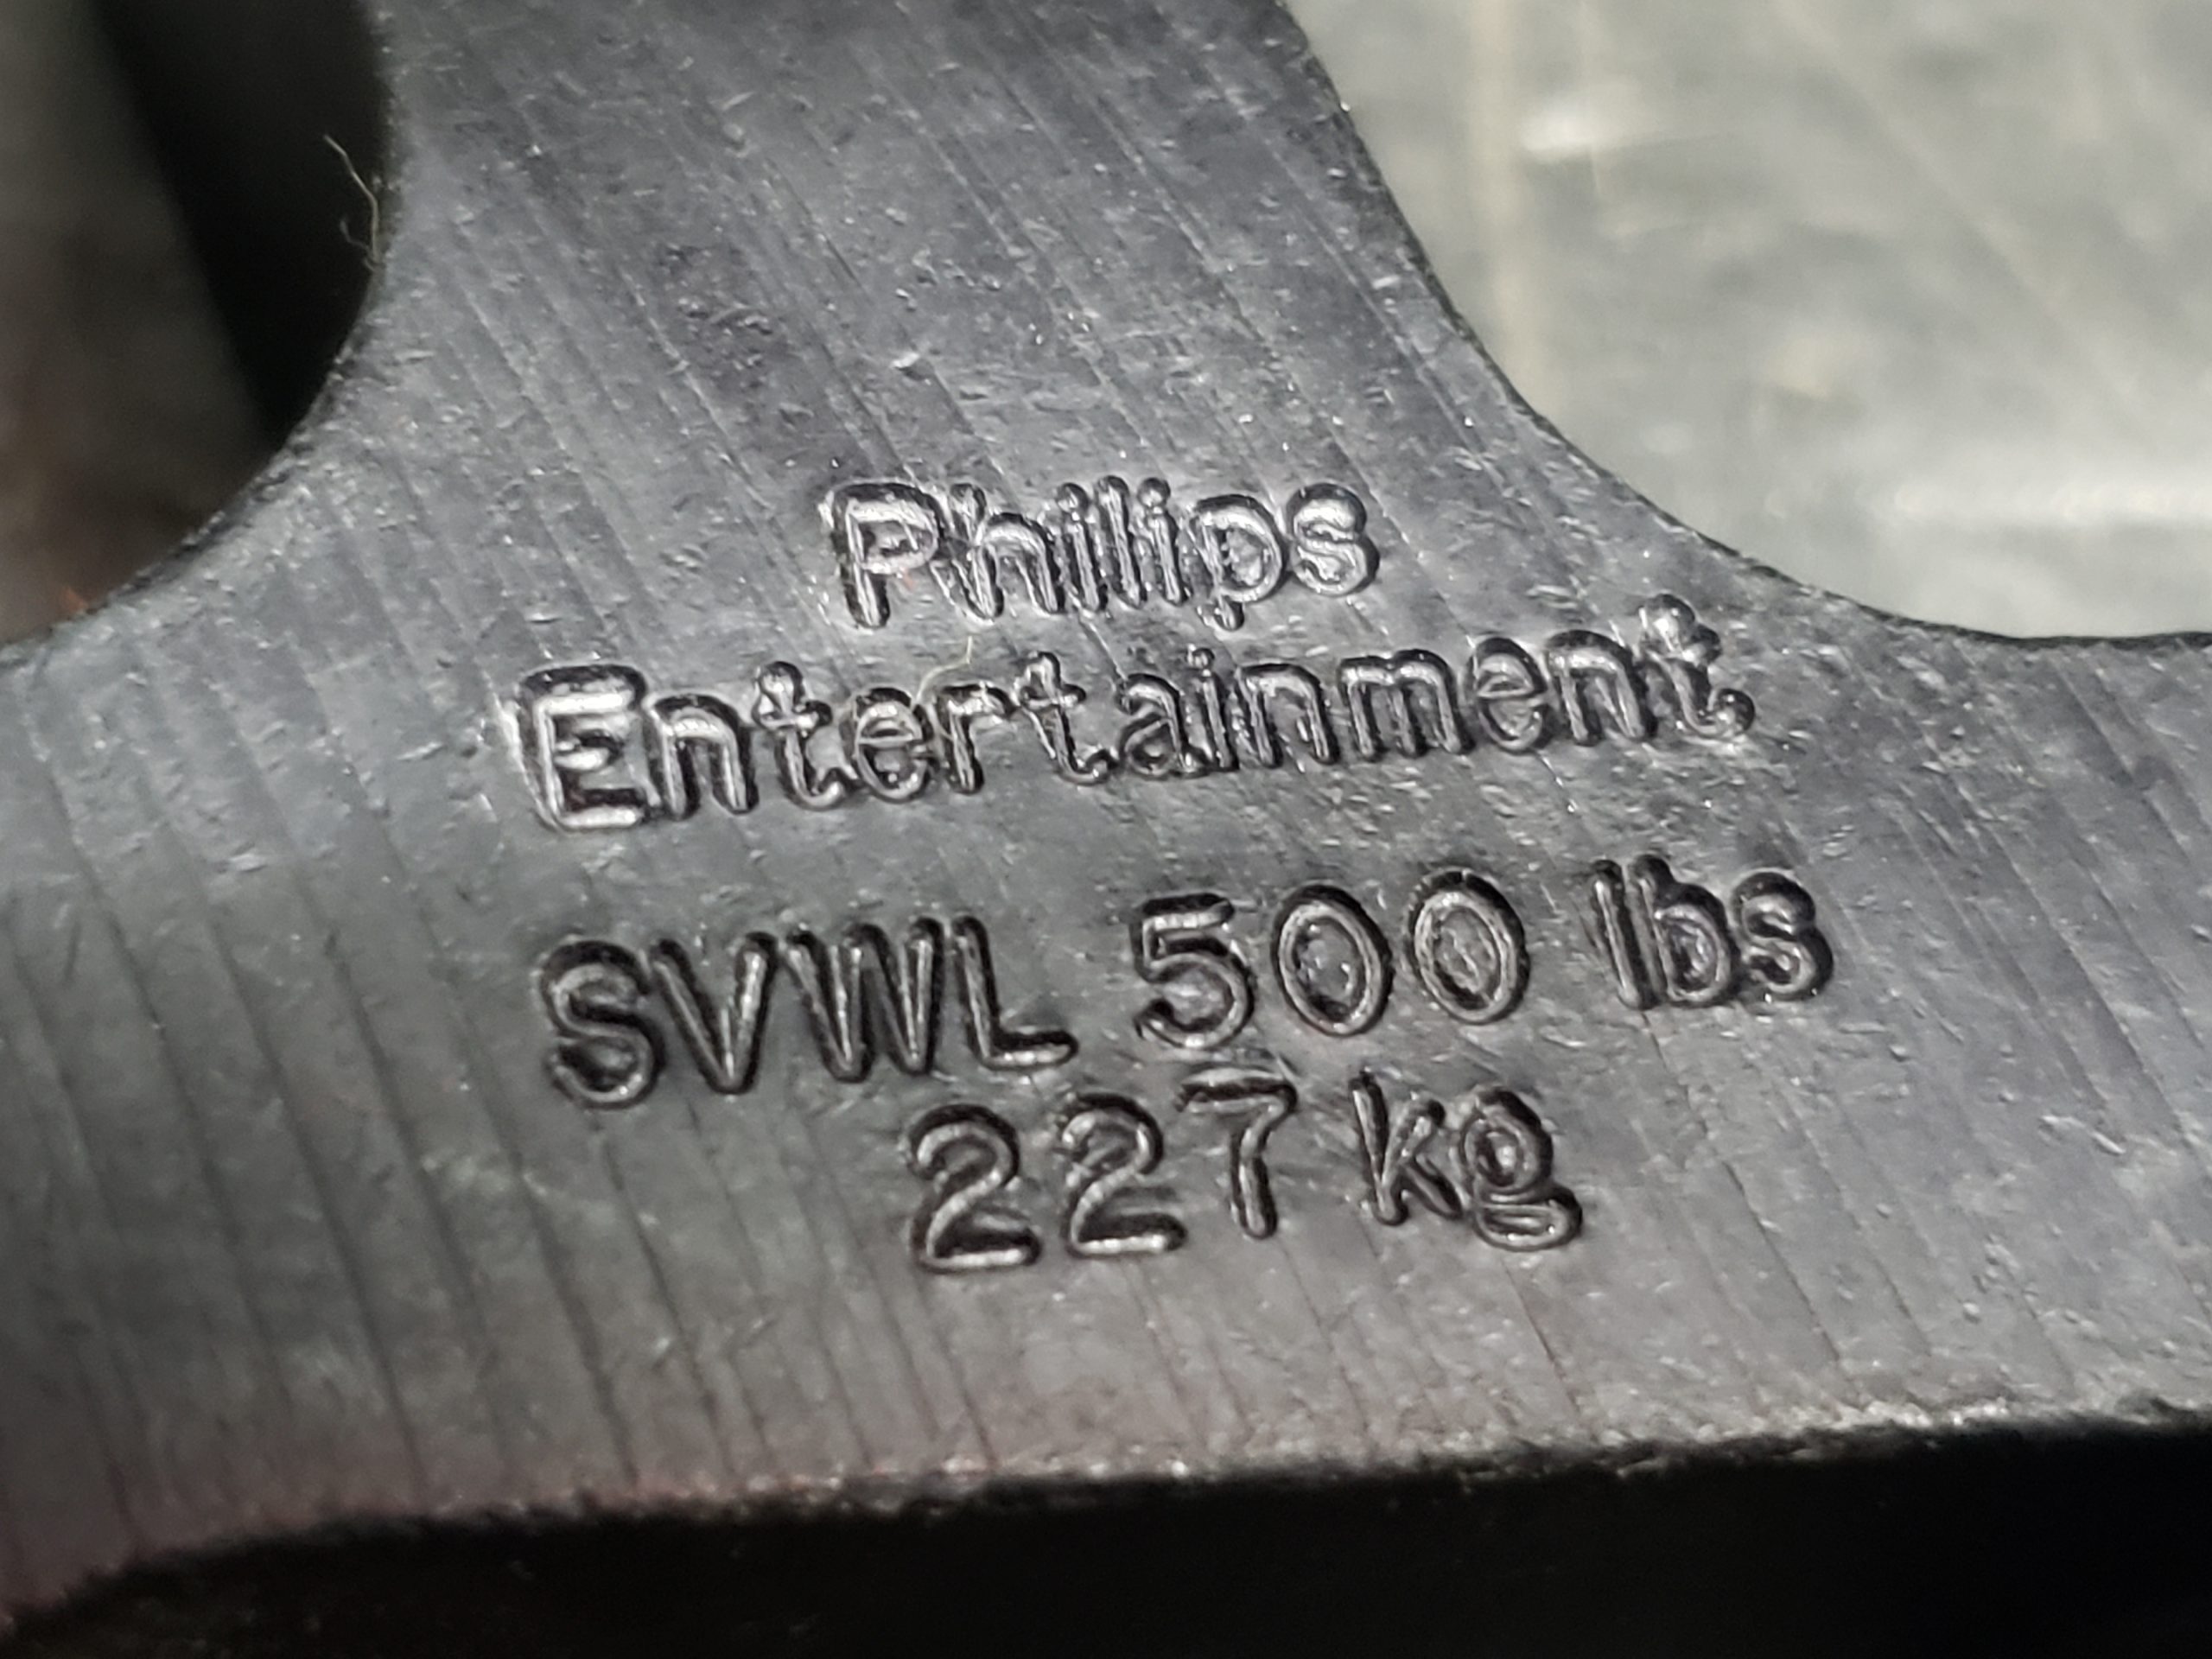 Philips
Entertainment
SVWL 500 lbs
227 kg